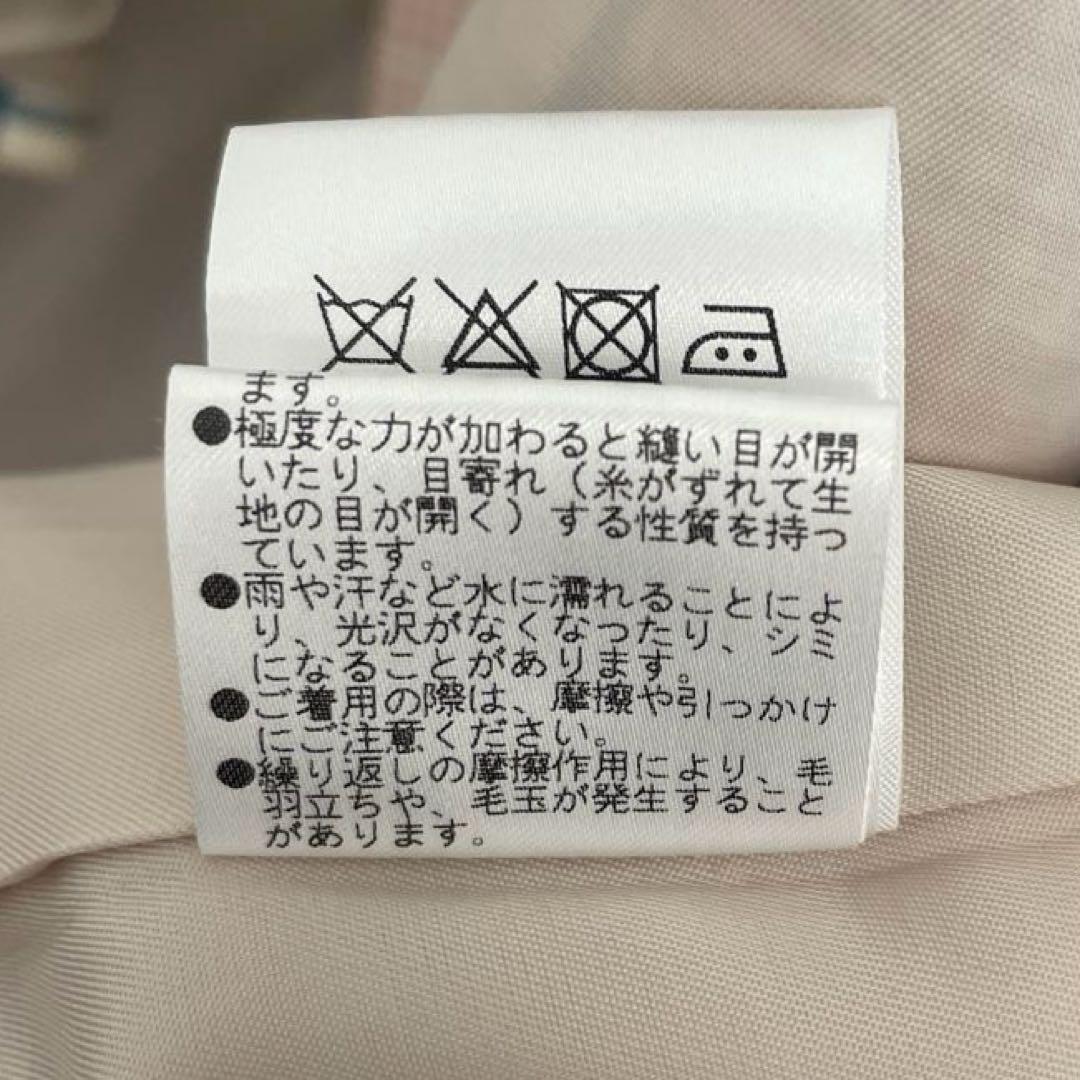 ます。
●極度な力が加わると縫い目が開
いたり、目寄れ（糸がずれて生
地の目が開く）する性質を持っ
ています。
●雨や汗など水に濡れることによ
り、光沢がなくなったり、シミ
になることがあります。
●ご着用の際は、摩擦や引っかけ
にご注意ください。
●繰り返しの摩擦作用により、毛
羽立ちや、毛玉が発生すること
があります。